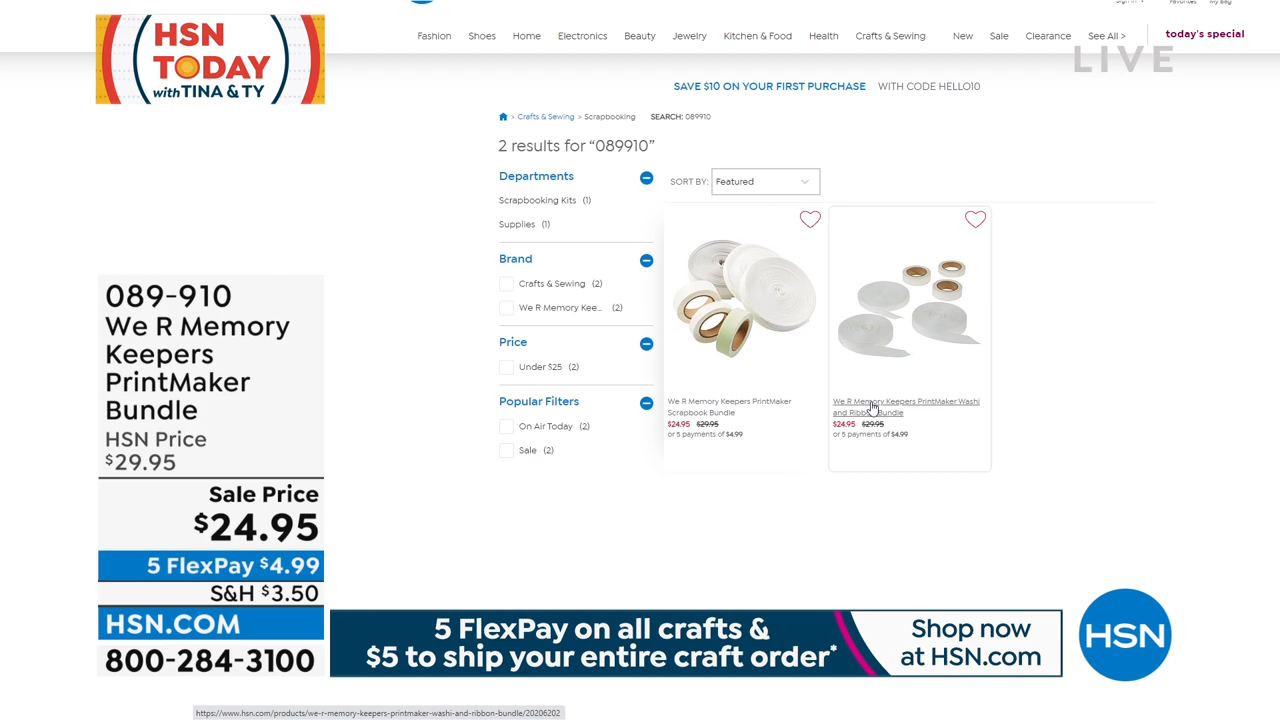 HSN
TODAY
with TINA & TY
Fashion Shoes Home Electronics Beauty Jewelry Kitchen & Food Health Crafts & Sewing New Sale Clearance See All > today's special
LIVE
SAVE $10 ON YOUR FIRST PURCHASE WITH CODE HELLO10
> Crafts & Sewing > Scrapbooking SEARCH: 089910
2 results for “089910”
Departments
Scrapbooking Kits (1)
Supplies (1)
Brand
Crafts & Sewing (2)
We R Memory Kee... (2)
Price
Under $25 (2)
Popular Filters
On Air Today (2)
Sale (2)
SORT BY: Featured
We R Memory Keepers PrintMaker
Scrapbook Bundle
$24.95 $29.95
or 5 payments of $4.99
We R Memory Keepers PrintMaker Washi
and Ribbon Bundle
$24.95 $29.95
or 5 payments of $4.99
089-910
We R Memory
Keepers
PrintMaker
Bundle
HSN Price
$29.95
Sale Price
$24.95
5 FlexPay $4.99
S&H $3.50
HSN.COM
800-284-3100
5 FlexPay on all crafts &
$5 to ship your entire craft order*
Shop now
at HSN.com
HSN
https://www.hsn.com/products/we-r-memory-keepers-printmaker-washi-and-ribbon-bundle/20206202